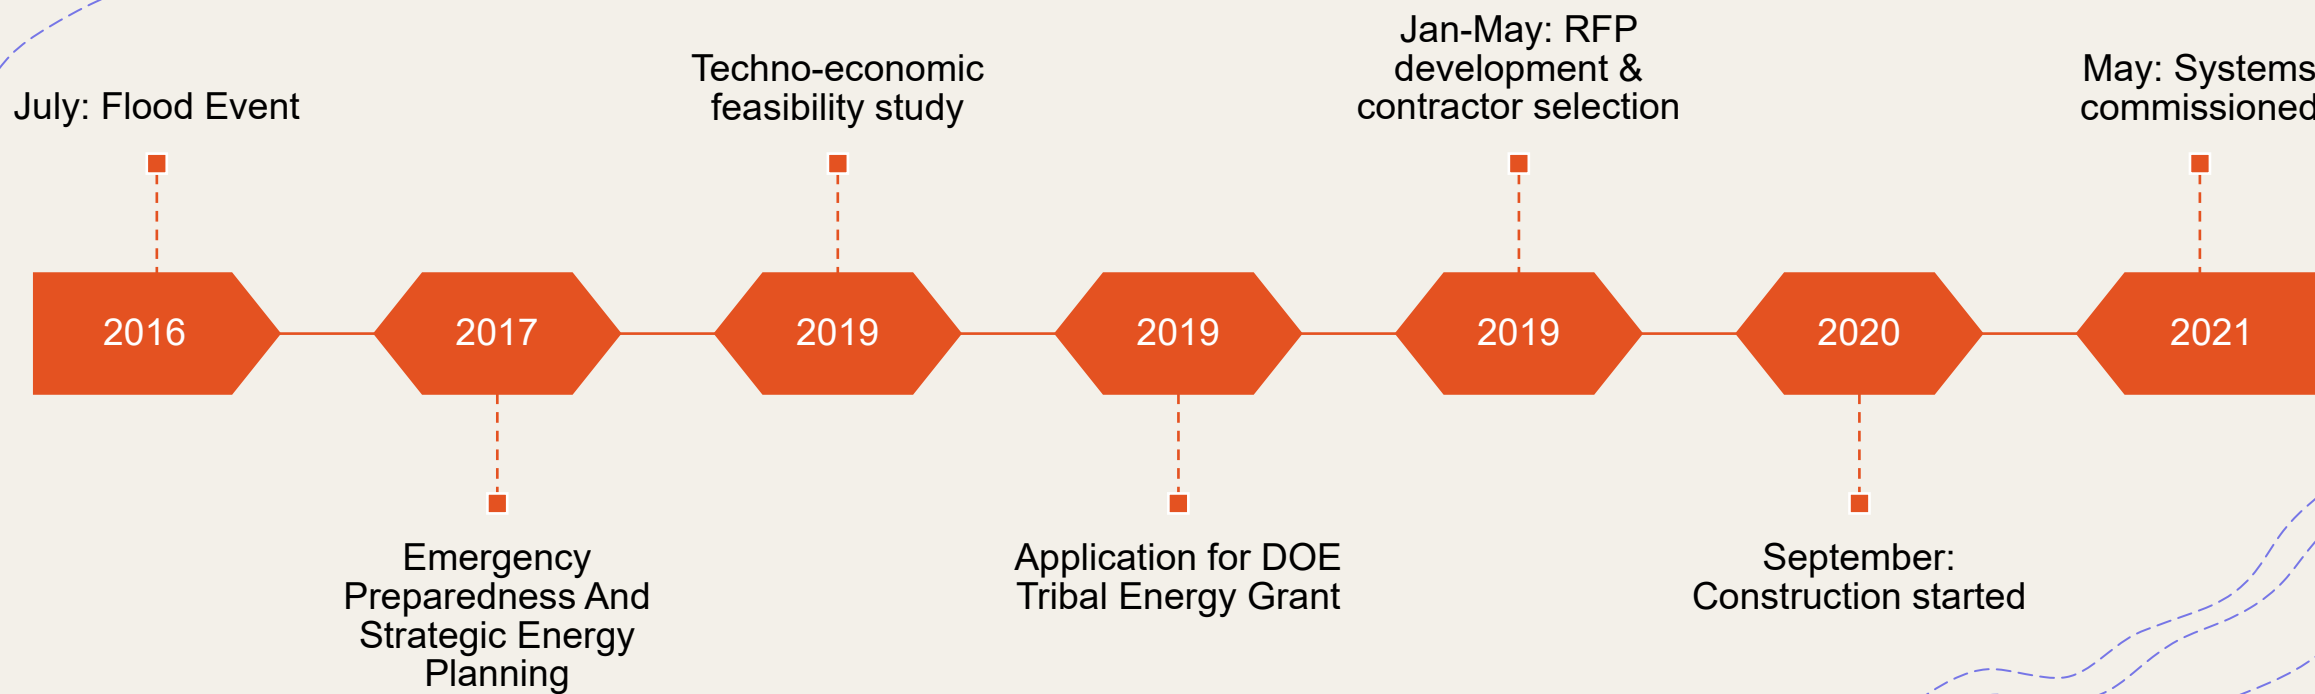 July: Flood Event
2016
2017
Emergency
Preparedness And
Strategic Energy
Planning
Techno-economic
feasibility study
2019
2019
Application for DOE
Tribal Energy Grant
Jan-May: RFP
development &
contractor selection
2019
2020
September:
Construction started
May: Systems
commissioned
2021